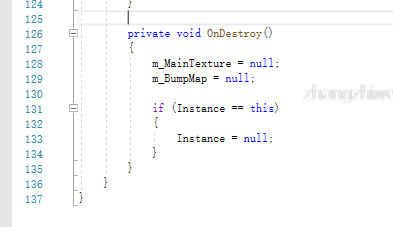 124 }
125
126 private void OnDestroy()
127 {
128 m_MainTexture = null;
129 m_BumpMap = null;
130
131 if (Instance == this)
132 {
133 Instance = null;
134 }
135 }
136 }
137 }